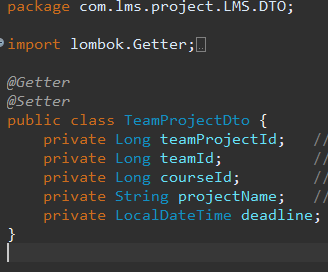 package com.lms.project.LMS.DTO;
import lombok.Getter;
@Getter
@Setter
public class TeamProjectDto {
private Long teamProjectId; //
private Long teamId; //
private Long courseId; //
private String projectName; //
private LocalDateTime deadline;
}